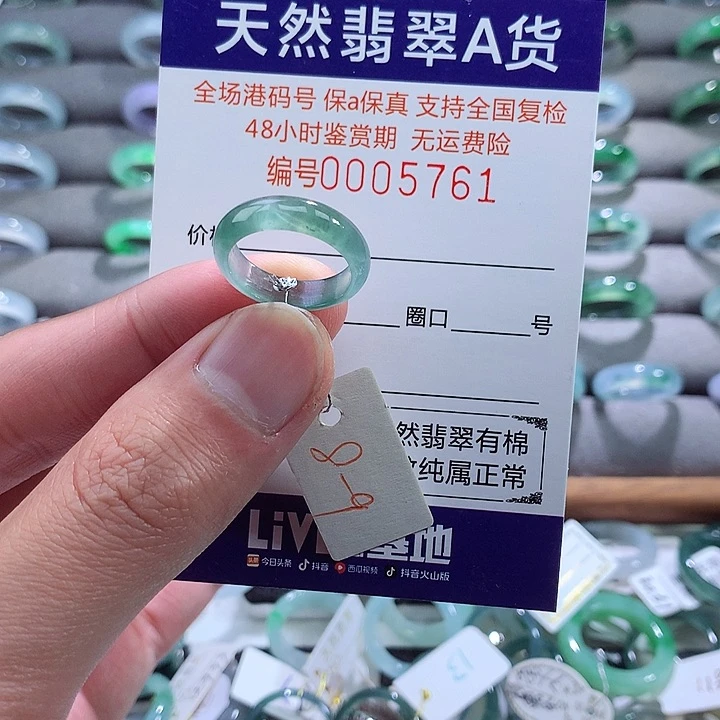 天然翡翠A货
全场港码号 保a保真 支持全国复检
48小时鉴赏期 无运费险
编号0005761
价
圈口 号
然翡翠有棉
纯属正常
LiV 基地
今日头条 抖音 西瓜视频 抖音火山版